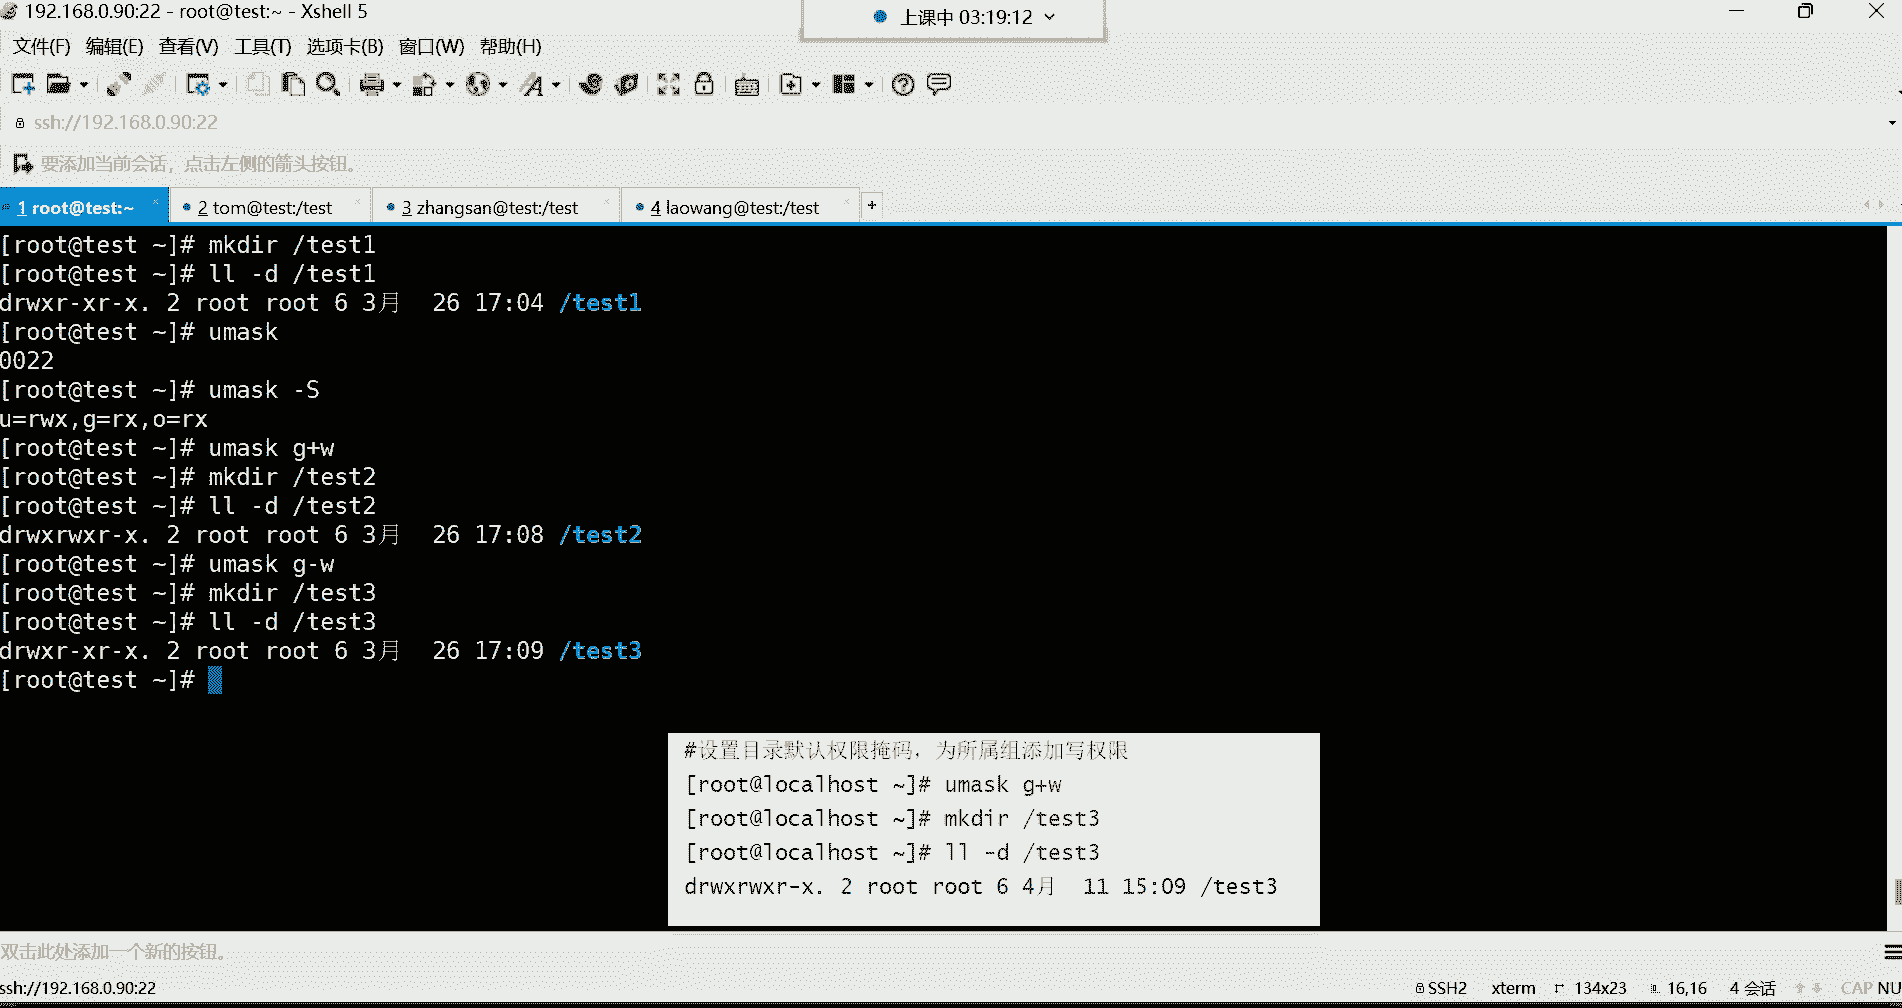 192.168.0.90:22 - root@test:~ - Xshell 5
上课中 03:19:12
文件(F) 编辑(E) 查看(V) 工具(T) 选项卡(B) 窗口(W) 帮助(H)
ssh://192.168.0.90:22
要添加当前会话，点击左侧的箭头按钮。
1 root@test:~ 2 tom@test:/test 3 zhangsan@test:/test 4 laowang@test:/test
[root@test ~]# mkdir /test1
[root@test ~]# ll -d /test1
drwxr-xr-x. 2 root root 6 3月 26 17:04 /test1
[root@test ~]# umask
0022
[root@test ~]# umask -S
u=rwx,g=rx,o=rx
[root@test ~]# umask g+w
[root@test ~]# mkdir /test2
[root@test ~]# ll -d /test2
drwxrwxr-x. 2 root root 6 3月 26 17:08 /test2
[root@test ~]# umask g-w
[root@test ~]# mkdir /test3
[root@test ~]# ll -d /test3
drwxr-xr-x. 2 root root 6 3月 26 17:09 /test3
[root@test ~]#
#设置目录默认权限掩码，为所属组添加写权限
[root@localhost ~]# umask g+w
[root@localhost ~]# mkdir /test3
[root@localhost ~]# ll -d /test3
drwxrwxr-x. 2 root root 6 4月 11 15:09 /test3
双击此处添加一个新的按钮。
ssh://192.168.0.90:22 SSH2 xterm 134x23 16,16 4 会话 CAP NU